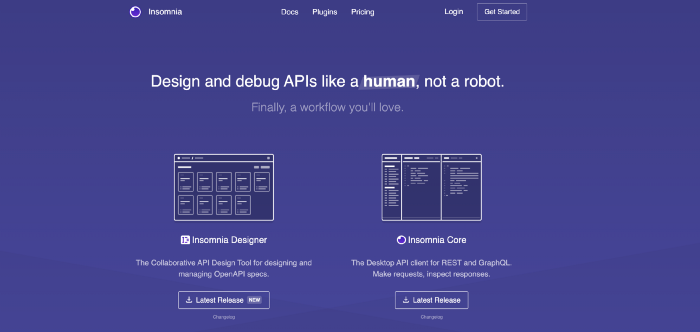 Insomnia
Docs Plugins Pricing
Login
Get Started
Design and debug APIs like a human, not a robot.
Finally, a workflow you'll love.
Insomnia Designer
The Collaborative API Design Tool for designing and
managing OpenAPI specs.
Latest Release NEW
Changelog
Insomnia Core
The Desktop API client for REST and GraphQL.
Make requests, inspect responses.
Latest Release
Changelog